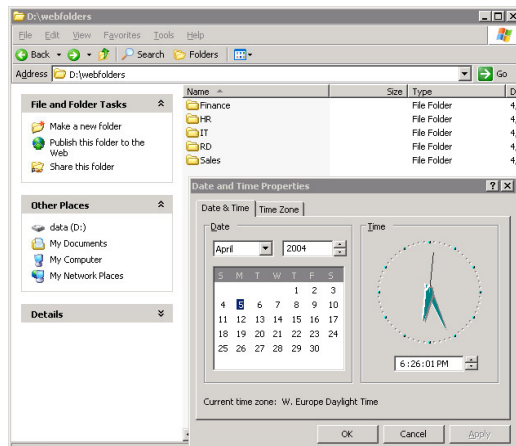 D:\webfolders
File Edit View Favorites Tools Help
Back Search Folders
Address D:\webfolders Go
Name Size Type D
File and Folder Tasks
Make a new folder
Publish this folder to the Web
Share this folder
Other Places
data (D:)
My Documents
My Computer
My Network Places
Details
Finance File Folder 4,
HR File Folder 4,
IT File Folder 4,
RD File Folder 4,
Sales File Folder 4,
Date and Time Properties
Date & Time Time Zone
Date
April 2004
S M T W T F S
1 2 3
4 5 6 7 8 9 10
11 12 13 14 15 16 17
18 19 20 21 22 23 24
25 26 27 28 29 30
Time
6:26:01 PM
Current time zone: W. Europe Daylight Time
OK Cancel Apply